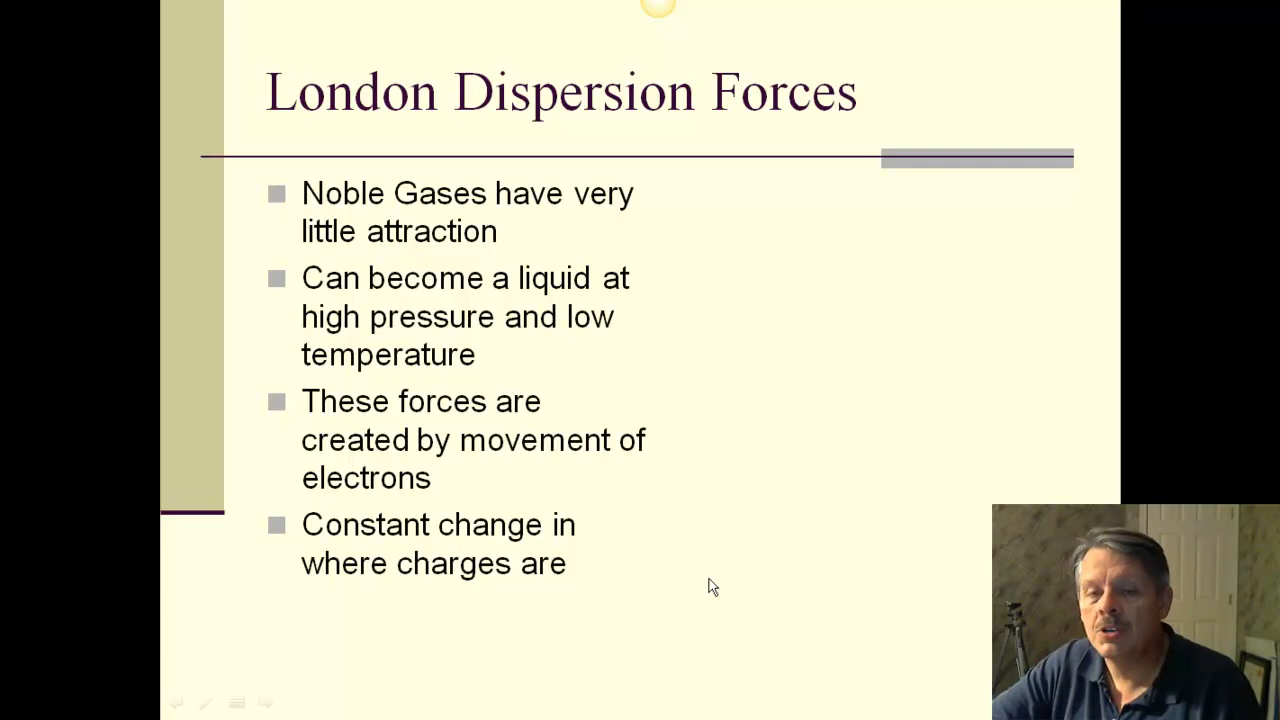 London Dispersion Forces
Noble Gases have very
little attraction
Can become a liquid at
high pressure and low
temperature
These forces are
created by movement of
electrons
Constant change in
where charges are